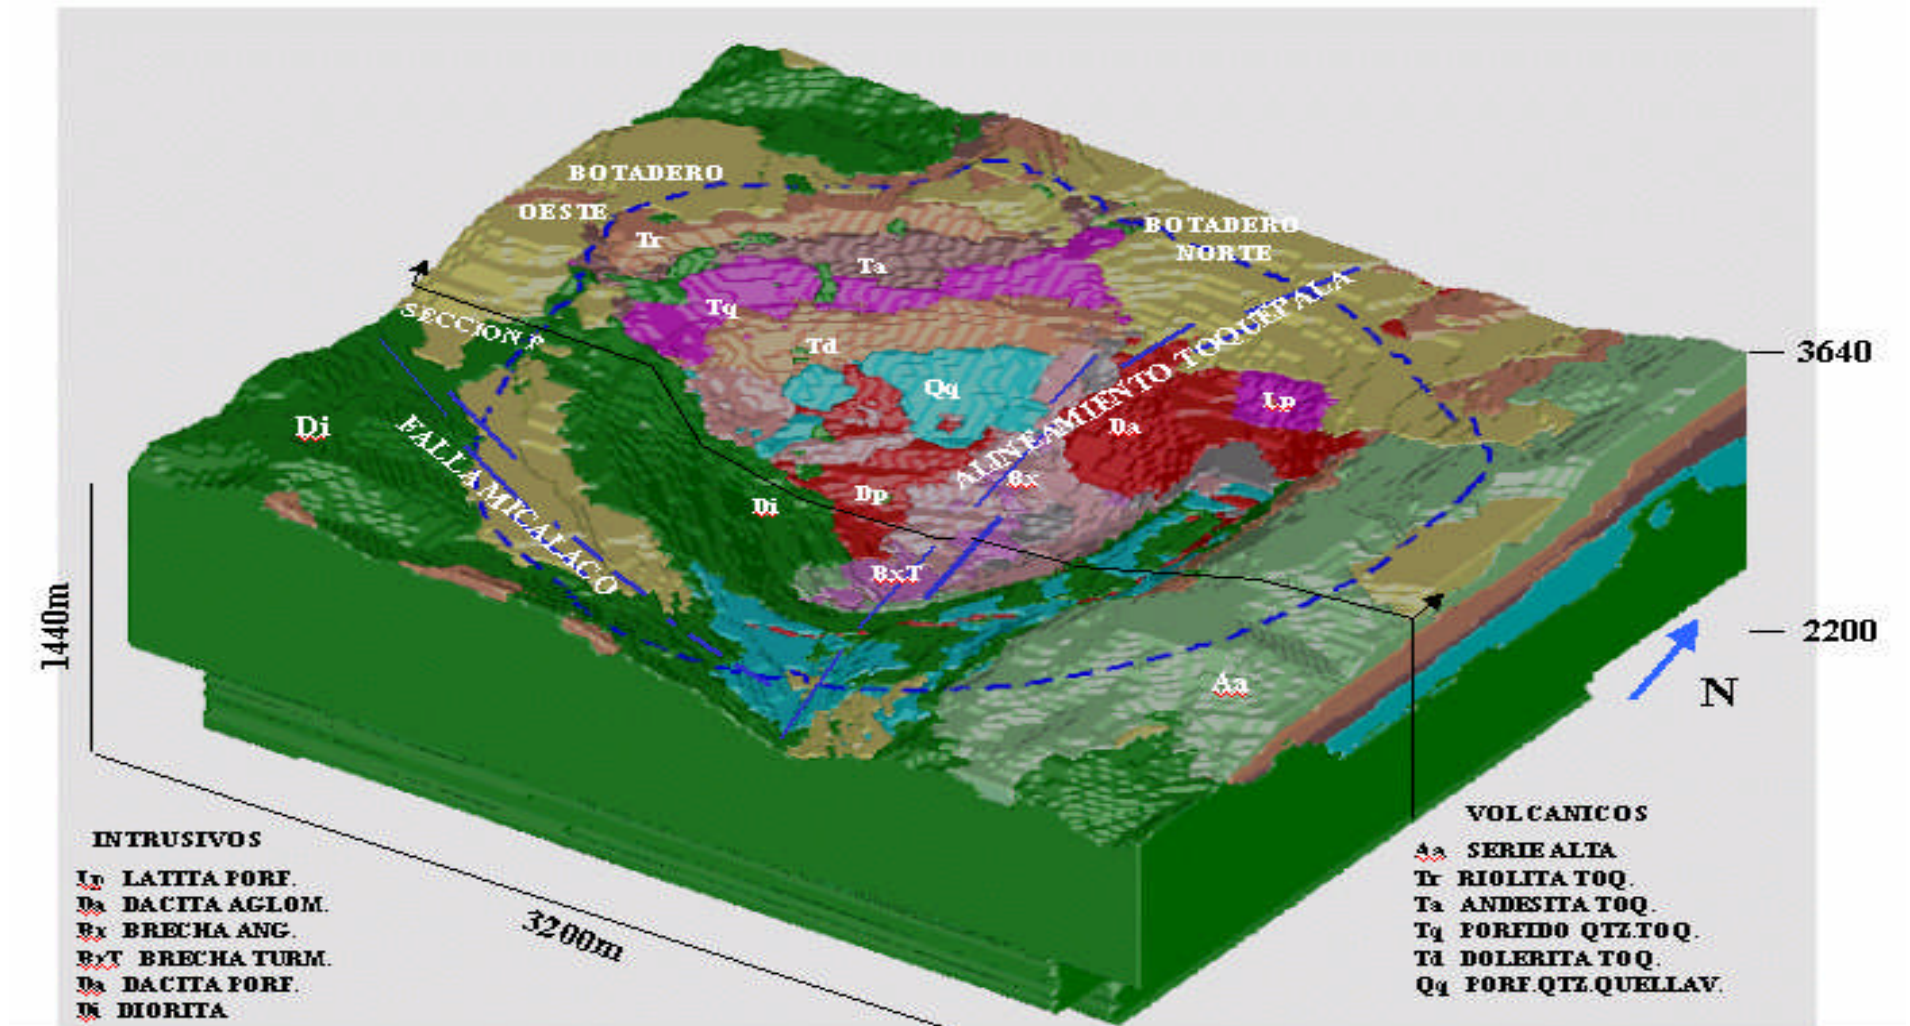 BOTADERO
OESTE
BOTADERO
NORTE
Tr
Ta
Tq
SECCION P
Td
Qq
Lp
Da
ALINEAMIENTO TOQUEPALA
Di
FALLA MICALACO
Di
Dp
Bx
BxT
Aa
3640
2200
N
1440m
3200m
INTRUSIVOS
Lp LATITA PORF.
Da DACITA AGLOM.
Bx BRECHA ANG.
BxT BRECHA TURM.
Da DACITA PORF.
Di DIORITA
VOLCANICOS
Aa SERIE ALTA
Tr RIOLITA TOQ.
Ta ANDESITA TOQ.
Tq PORFIDO QTZ.TOQ.
Td DOLERITA TOQ.
Qq PORF.QTZ.QUELLAV.